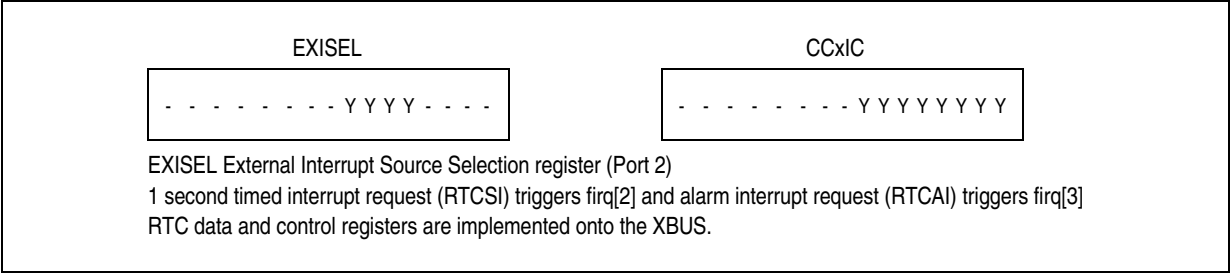 EXISEL CCxIC
- - - - - - - - Y Y Y Y - - - - - - - - - - - - Y Y Y Y Y Y Y Y
EXISEL External Interrupt Source Selection register (Port 2)
1 second timed interrupt request (RTCSI) triggers firq[2] and alarm interrupt request (RTCAI) triggers firq[3]
RTC data and control registers are implemented onto the XBUS.